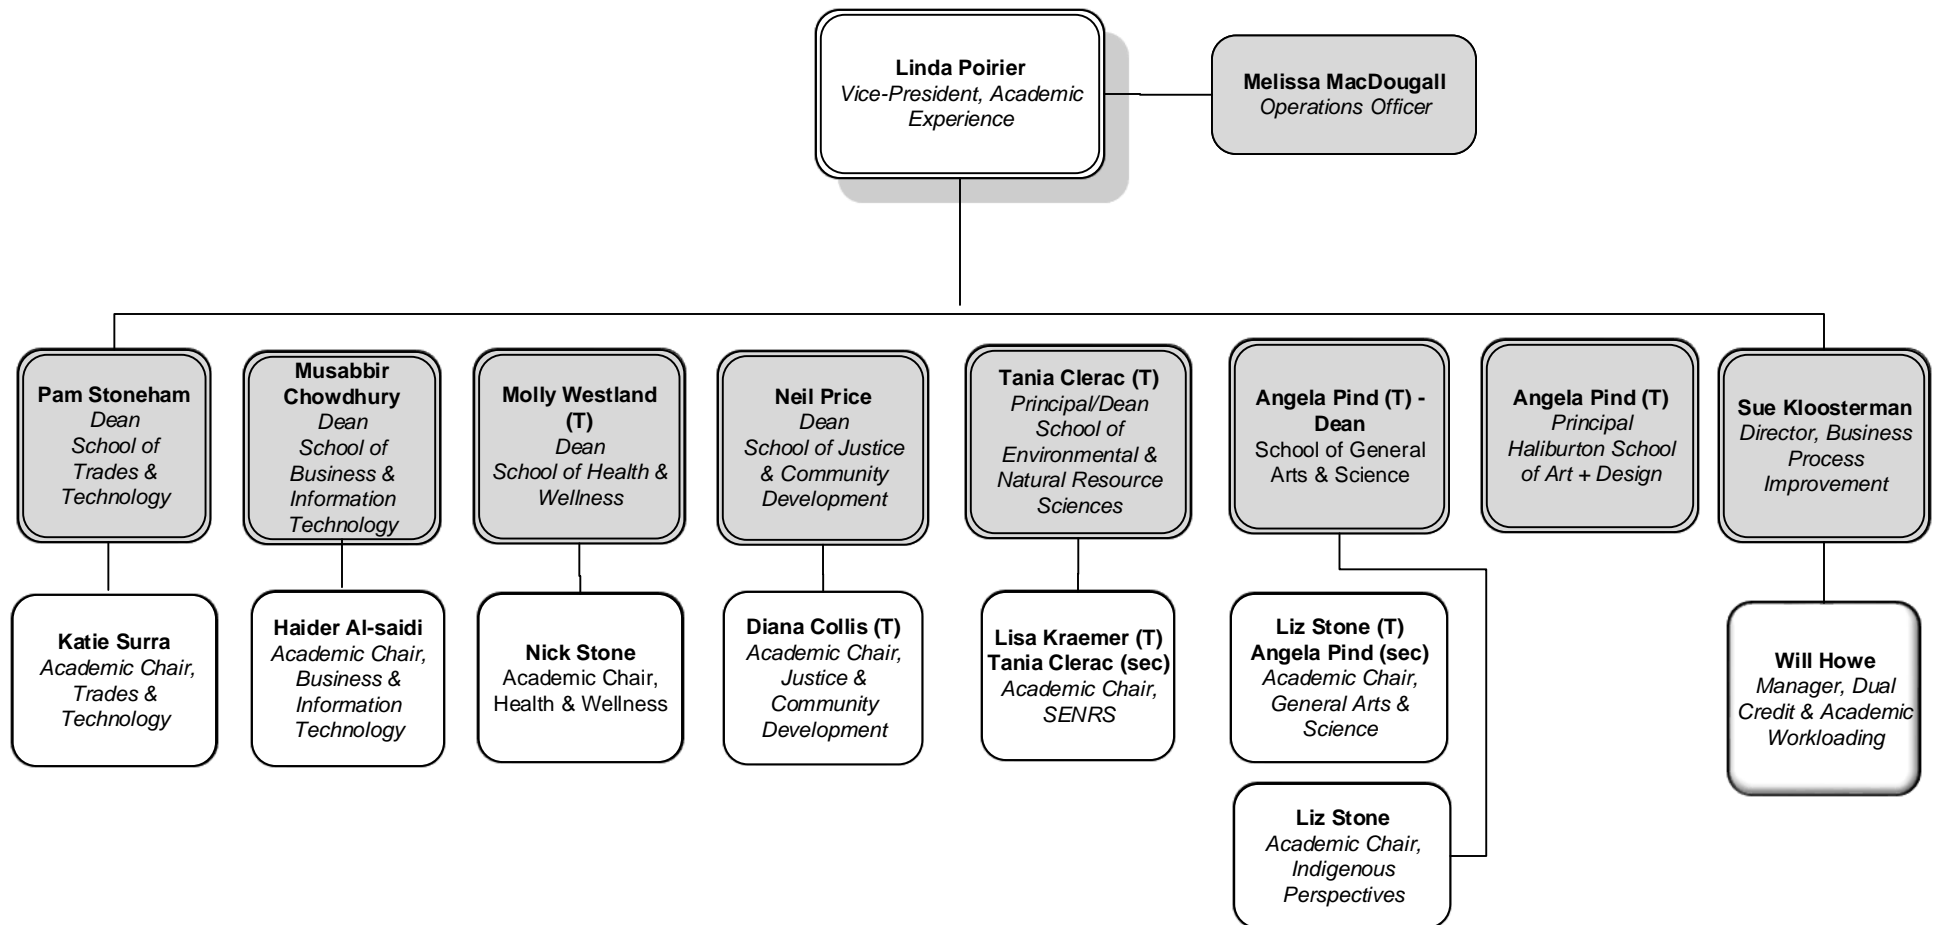 Linda Poirier
Vice-President, Academic
Experience
Melissa MacDougall
Operations Officer
Pam Stoneham
Dean
School of
Trades &
Technology
Musabbir
Chowdhury
Dean
School of
Business &
Information
Technology
Molly Westland
(T)
Dean
School of Health &
Wellness
Neil Price
Dean
School of Justice
& Community
Development
Tania Clerac (T)
Principal/Dean
School of
Environmental &
Natural Resource
Sciences
Angela Pind (T) -
Dean
School of General
Arts & Science
Angela Pind (T)
Principal
Haliburton School
of Art + Design
Sue Kloosterman
Director, Business
Process
Improvement
Katie Surra
Academic Chair,
Trades &
Technology
Haider Al-saidi
Academic Chair,
Business &
Information
Technology
Nick Stone
Academic Chair,
Health & Wellness
Diana Collis (T)
Academic Chair,
Justice &
Community
Development
Lisa Kraemer (T)
Tania Clerac (sec)
Academic Chair,
SENRS
Liz Stone (T)
Angela Pind (sec)
Academic Chair,
General Arts &
Science
Will Howe
Manager, Dual
Credit & Academic
Workloading
Liz Stone
Academic Chair,
Indigenous
Perspectives